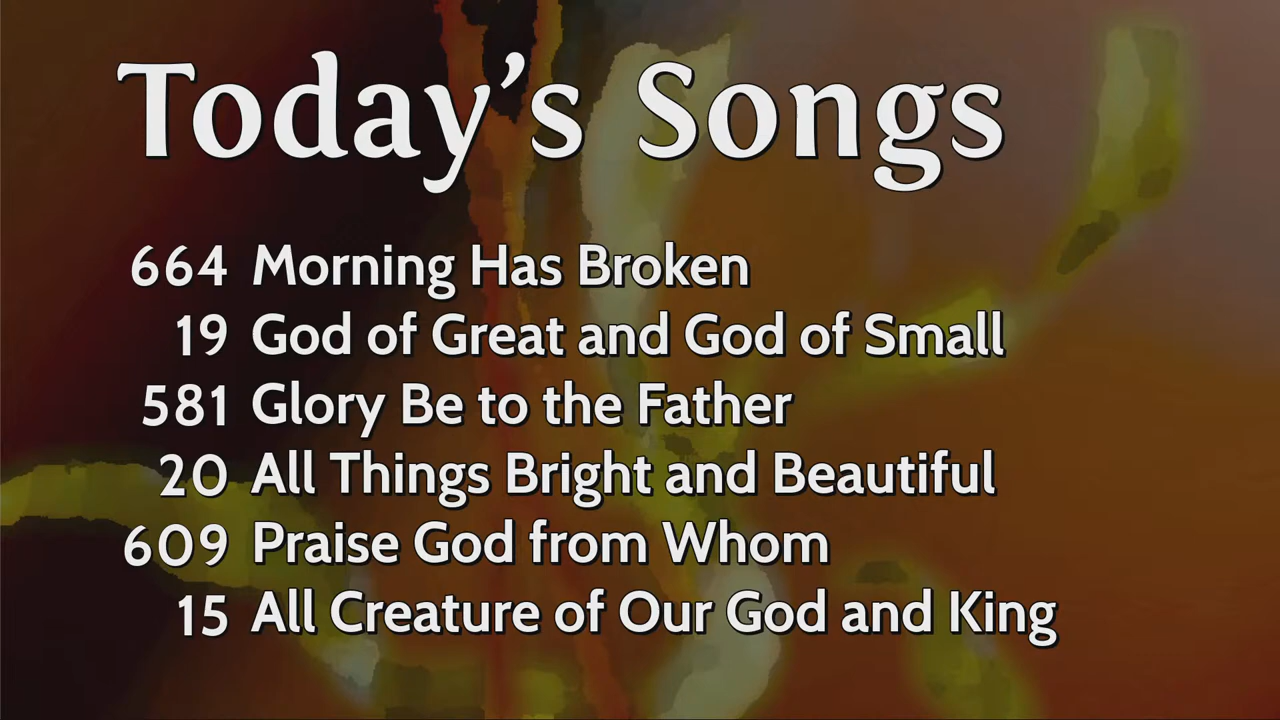 Today’s Songs
664 Morning Has Broken
19 God of Great and God of Small
581 Glory Be to the Father
20 All Things Bright and Beautiful
609 Praise God from Whom
15 All Creature of Our God and King